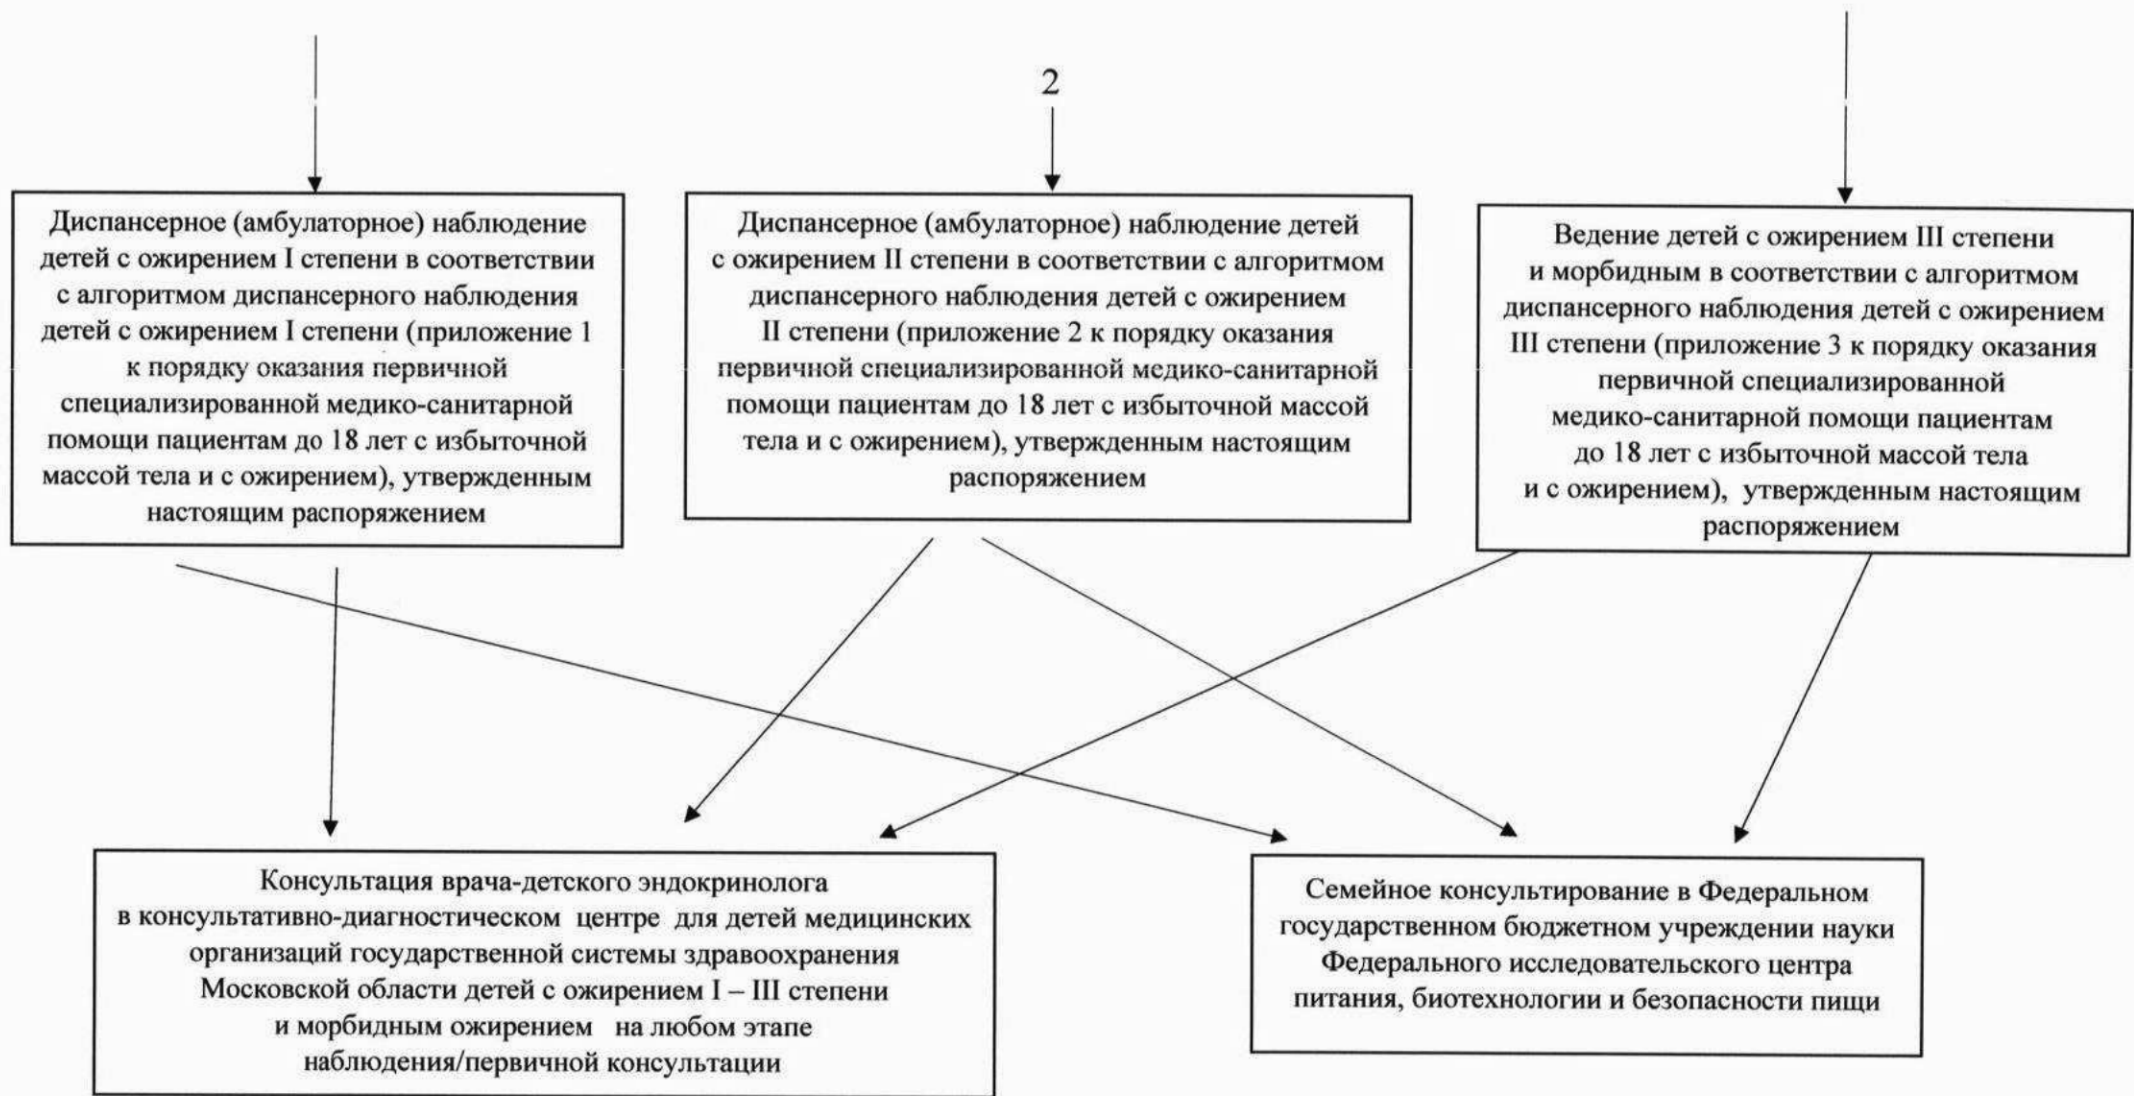 2
Диспансерное (амбулаторное) наблюдение
детей с ожирением I степени в соответствии
с алгоритмом диспансерного наблюдения
детей с ожирением I степени (приложение 1
к порядку оказания первичной
специализированной медико-санитарной
помощи пациентам до 18 лет с избыточной
массой тела и с ожирением), утвержденным
настоящим распоряжением
Диспансерное (амбулаторное) наблюдение детей
с ожирением II степени в соответствии с алгоритмом
диспансерного наблюдения детей с ожирением
II степени (приложение 2 к порядку оказания
первичной специализированной медико-санитарной
помощи пациентам до 18 лет с избыточной массой
тела и с ожирением), утвержденным настоящим
распоряжением
Ведение детей с ожирением III степени
и морбидным в соответствии с алгоритмом
диспансерного наблюдения детей с ожирением
III степени (приложение 3 к порядку оказания
первичной специализированной
медико-санитарной помощи пациентам
до 18 лет с избыточной массой тела
и с ожирением), утвержденным настоящим
распоряжением
Консультация врача-детского эндокринолога
в консультативно-диагностическом центре для детей медицинских
организаций государственной системы здравоохранения
Московской области детей с ожирением I – III степени
и морбидным ожирением на любом этапе
наблюдения/первичной консультации
Семейное консультирование в Федеральном
государственном бюджетном учреждении науки
Федерального исследовательского центра
питания, биотехнологии и безопасности пищи